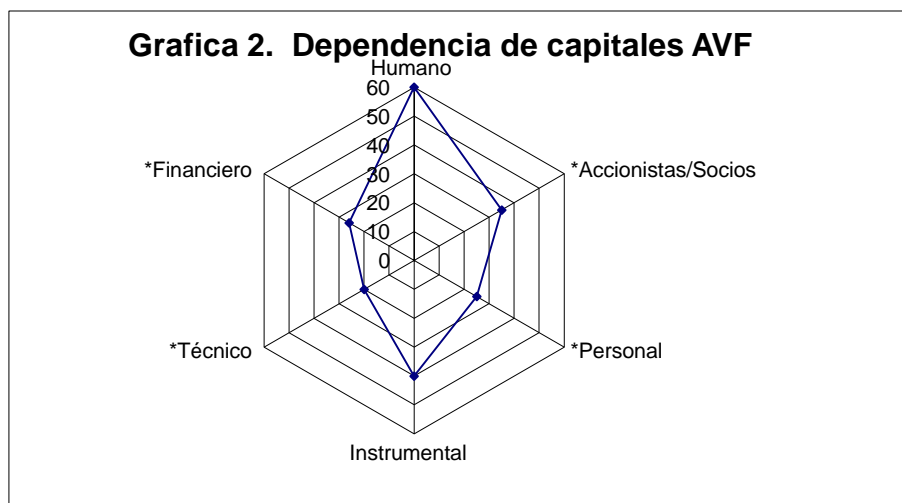 Grafica 2.  Dependencia de capitales AVF
Humano
60
50
40
30
20
10
0
*Financiero
*Accionistas/Socios
*Técnico
*Personal
Instrumental